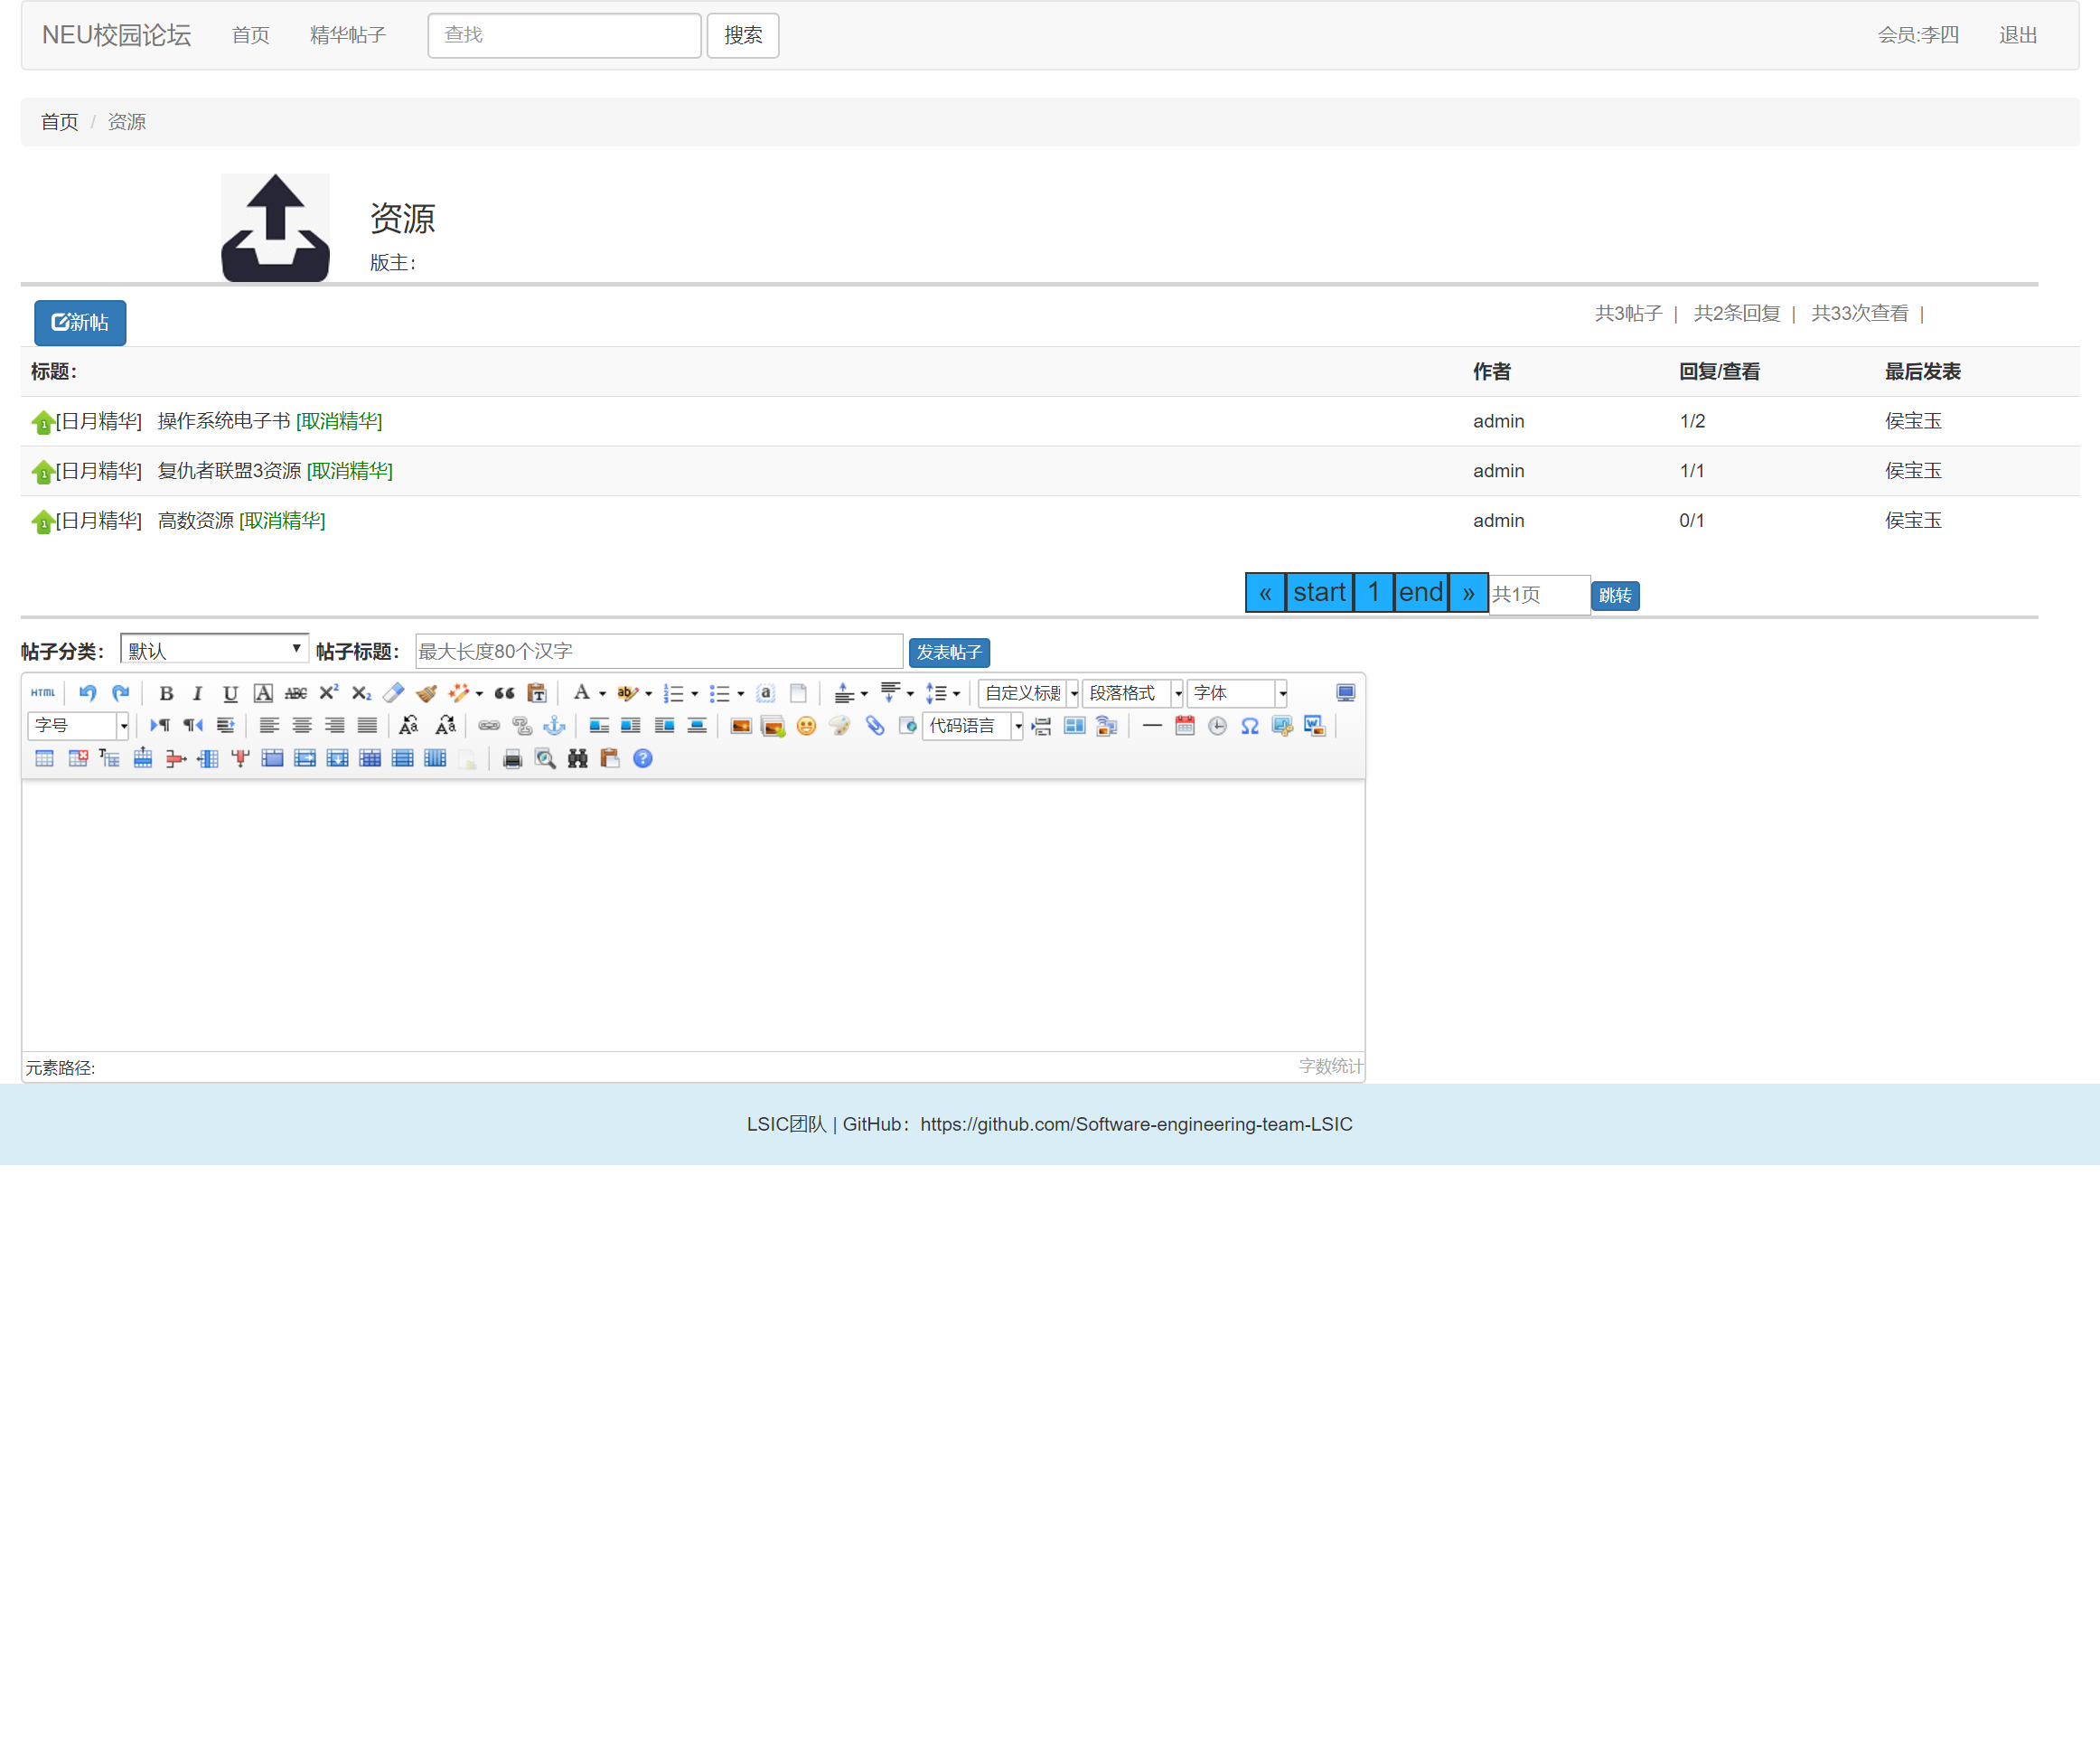 NEU校园论坛 首页 精华帖子 查找 搜索 会员:李四 退出
首页 / 资源
资源
版主：
新帖 共3帖子 | 共2条回复 | 共33次查看 |
标题： 作者 回复/查看 最后发表
[日月精华] 操作系统电子书 [取消精华] admin 1/2 侯宝玉
[日月精华] 复仇者联盟3资源 [取消精华] admin 1/1 侯宝玉
[日月精华] 高数资源 [取消精华] admin 0/1 侯宝玉
« start 1 end » 共1页 跳转
帖子分类： 默认 帖子标题： 最大长度80个汉字 发表帖子
HTML 自定义标题 段落格式 字体
字号 代码语言
元素路径: 字数统计
LSIC团队 | GitHub：https://github.com/Software-engineering-team-LSIC